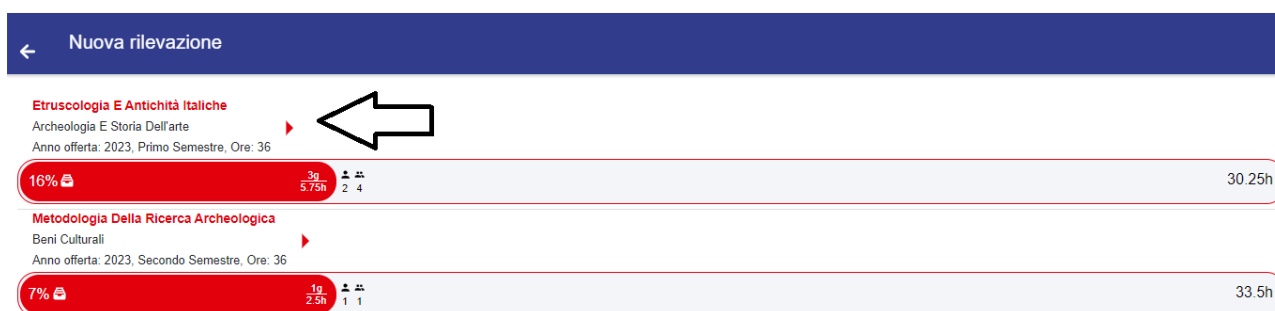 Nuova rilevazione
Etruscologia E Antichità Italiche
Archeologia E Storia Dell'arte
Anno offerta: 2023, Primo Semestre, Ore: 36
16% 3g 30.25h
5.75h 2 4
Metodologia Della Ricerca Archeologica
Beni Culturali
Anno offerta: 2023, Secondo Semestre, Ore: 36
7% 1g 33.5h
2.5h 1 1